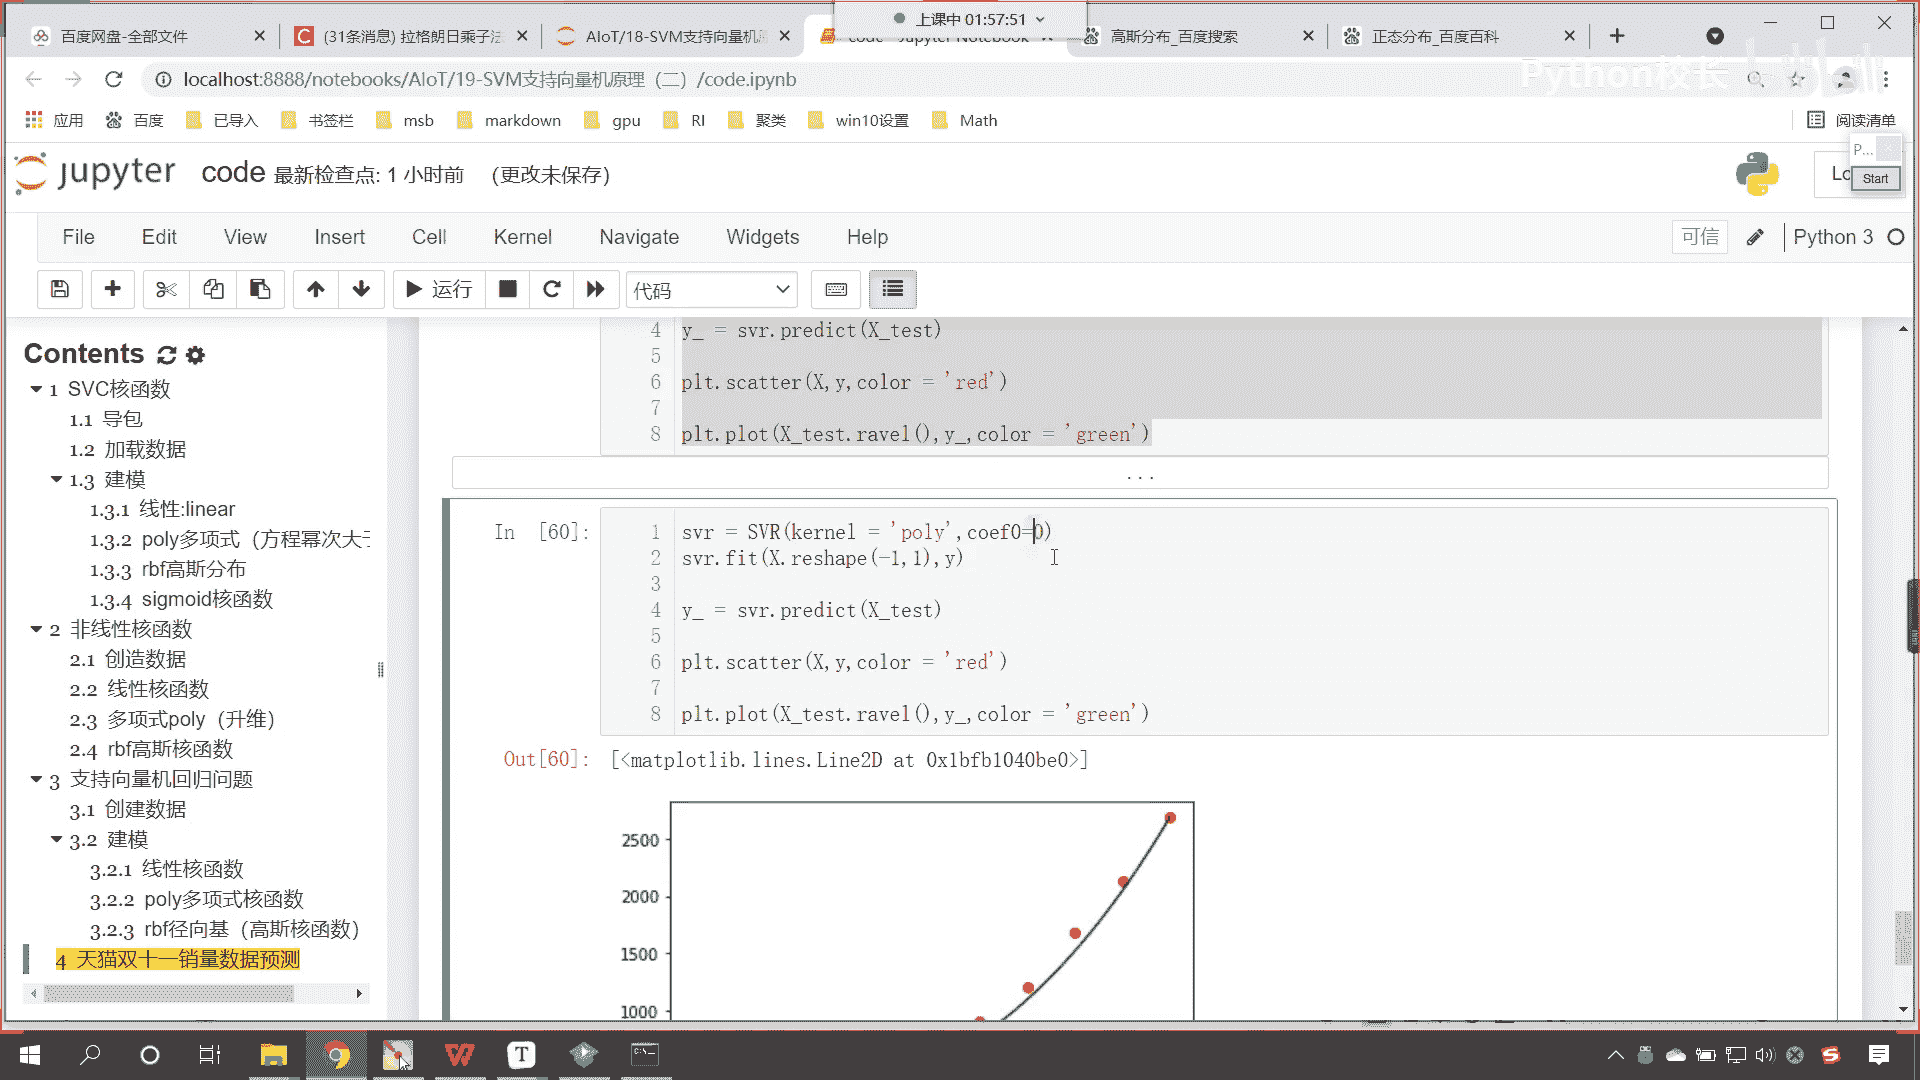 上课中 01:57:51
百度网盘-全部文件
(31条消息) 拉格朗日乘子法
AIoT/18-SVM支持向量机原
code - Jupyter Notebook
高斯分布_百度搜索
正态分布_百度百科
localhost:8888/notebooks/AIoT/19-SVM支持向量机原理（二）/code.ipynb
Python校长
应用
百度
已导入
书签栏
msb
markdown
gpu
RI
聚类
win10设置
Math
阅读清单
jupyter
code 最新检查点: 1 小时前 (更改未保存)
P...
Lo
Start
File Edit View Insert Cell Kernel Navigate Widgets Help
可信
Python 3
运行
代码
Contents
1 SVC核函数
1.1 导包
1.2 加载数据
1.3 建模
1.3.1 线性:linear
1.3.2 poly多项式（方程幂次大于
1.3.3 rbf高斯分布
1.3.4 sigmoid核函数
2 非线性核函数
2.1 创造数据
2.2 线性核函数
2.3 多项式poly（升维）
2.4 rbf高斯核函数
3 支持向量机回归问题
3.1 创建数据
3.2 建模
3.2.1 线性核函数
3.2.2 poly多项式核函数
3.2.3 rbf径向基（高斯核函数）
4 天猫双十一销量数据预测
4 y_ = svr.predict(X_test)
5
6 plt.scatter(X,y,color = 'red')
7
8 plt.plot(X_test.ravel(),y_,color = 'green')
...
In [60]:
1 svr = SVR(kernel = 'poly',coef0=0)
2 svr.fit(X.reshape(-1,1),y)
3
4 y_ = svr.predict(X_test)
5
6 plt.scatter(X,y,color = 'red')
7
8 plt.plot(X_test.ravel(),y_,color = 'green')
Out[60]: [<matplotlib.lines.Line2D at 0x1bfb1040be0>]
2500
2000
1500
1000